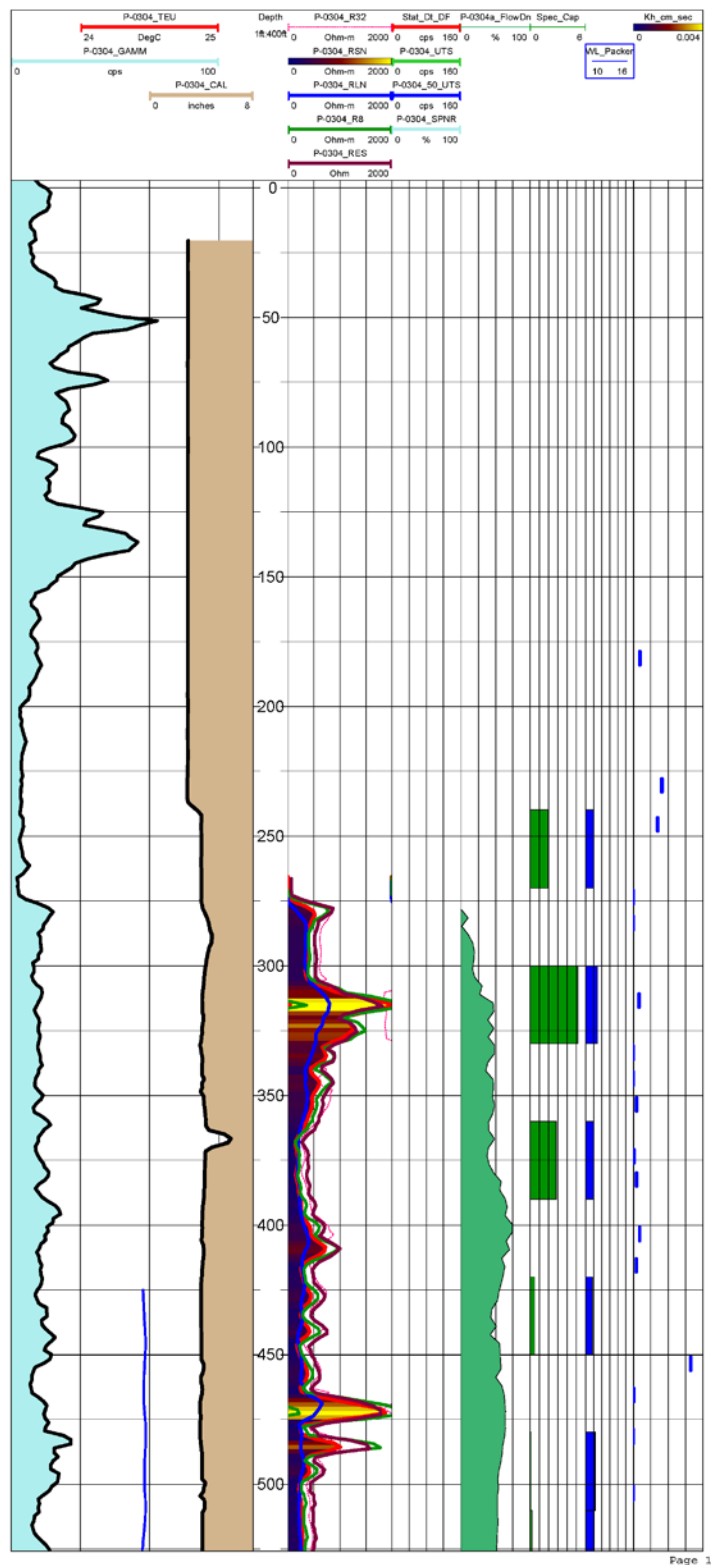 P-0304_TEU Depth P-0304_R32 Stat_Dt_DF P-0304a_FlowDn Spec_Cap Kh_cm_sec
24 DegC 25 1ft:400ft 0 Ohm-m 2000 0 cps 160 0 % 100 0 6 0 0.004
P-0304_GAMM P-0304_RSN P-0304_UTS WL_Packer
0 cps 100 0 Ohm-m 2000 0 cps 160 10 16
P-0304_CAL P-0304_RLN P-0304_50_UTS
0 inches 8 0 Ohm-m 2000 0 cps 160
P-0304_R8 P-0304_SPNR
0 Ohm-m 2000 0 % 100
P-0304_RES
0 Ohm 2000
0
50
100
150
200
250
300
350
400
450
500
Page 1